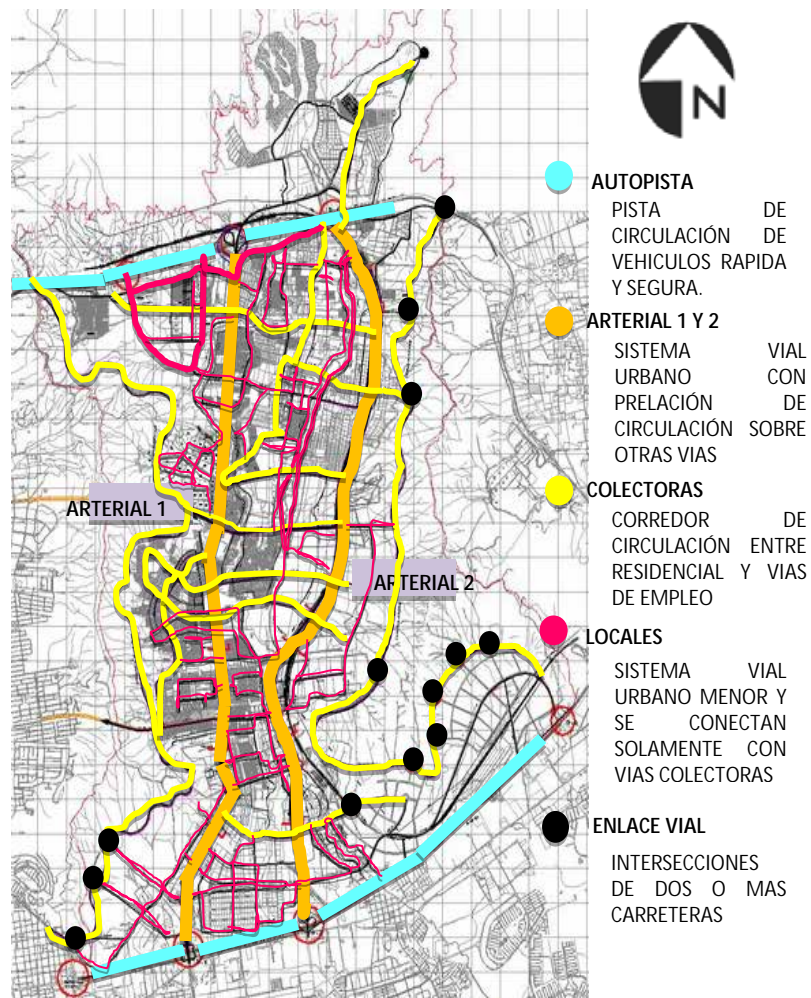 N
AUTOPISTA
PISTA DE
CIRCULACIÓN DE
VEHICULOS RAPIDA
Y SEGURA.
ARTERIAL 1 Y 2
SISTEMA VIAL
URBANO CON
PRELACIÓN DE
CIRCULACIÓN SOBRE
OTRAS VIAS
COLECTORAS
CORREDOR DE
CIRCULACIÓN ENTRE
RESIDENCIAL Y VIAS
DE EMPLEO
LOCALES
SISTEMA VIAL
URBANO MENOR Y
SE CONECTAN
SOLAMENTE CON
VIAS COLECTORAS
ENLACE VIAL
INTERSECCIONES
DE DOS O MAS
CARRETERAS
ARTERIAL 1
ARTERIAL 2